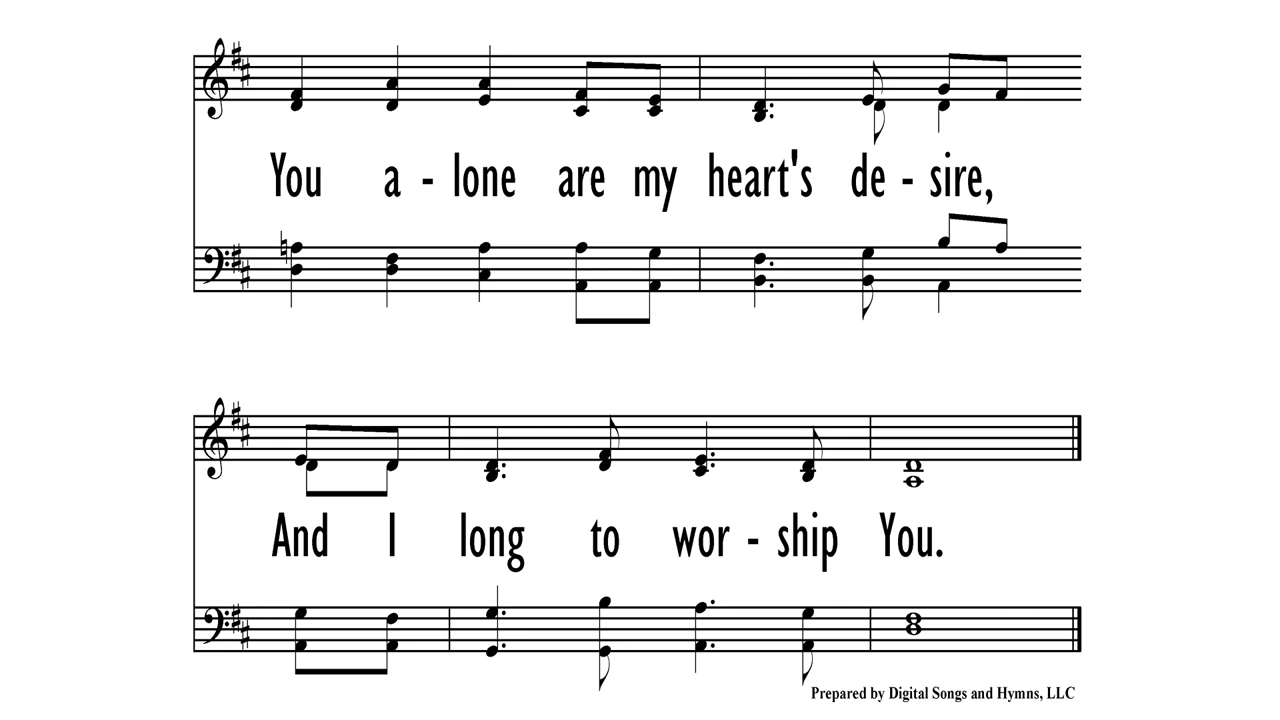 You a - lone are my heart's de - sire,
And I long to wor - ship You.
Prepared by Digital Songs and Hymns, LLC